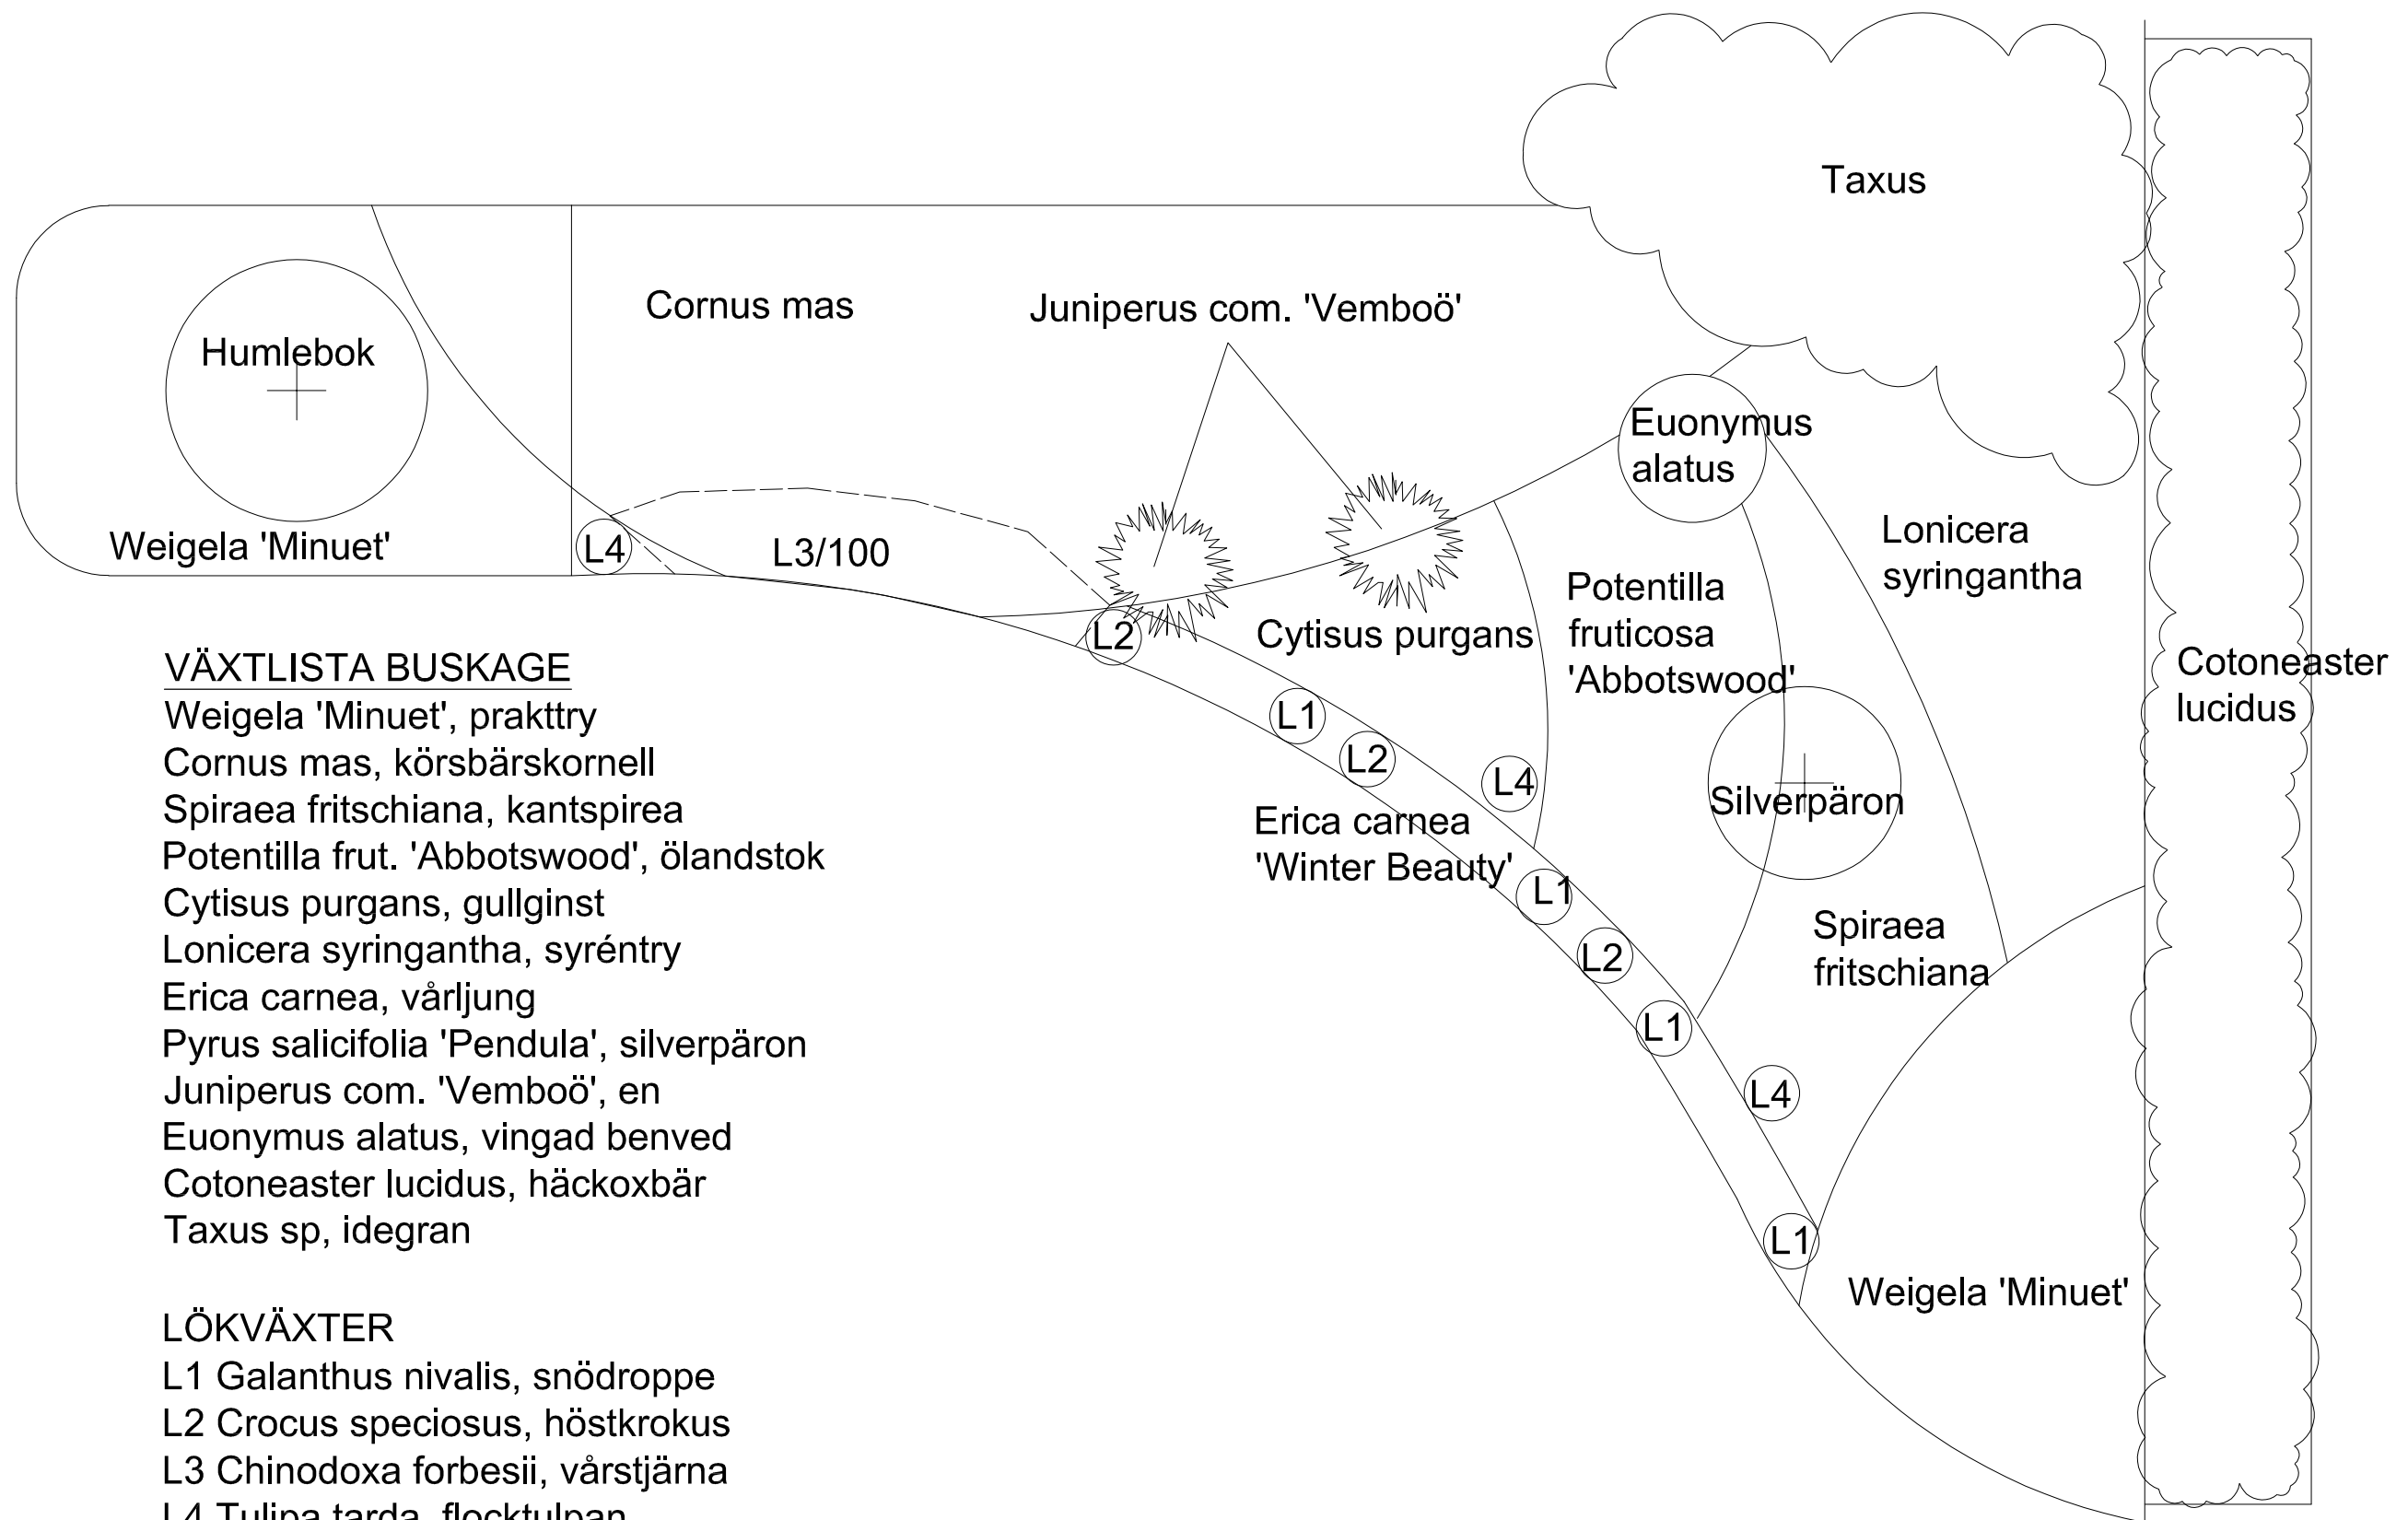 Taxus
Cornus mas
Juniperus com. 'Vemboö'
Humlebok
Euonymus
alatus
Weigela 'Minuet'
L4
L3/100
Lonicera
syringantha
Potentilla
fruticosa
'Abbotswood'
L2
Cytisus purgans
Cotoneaster
lucidus
L1
L2
L4
Silverpäron
Erica carnea
'Winter Beauty'
L1
L2
Spiraea
fritschiana
L1
L4
L1
Weigela 'Minuet'
VÄXTLISTA BUSKAGE
Weigela 'Minuet', prakttry
Cornus mas, körsbärskornell
Spiraea fritschiana, kantspirea
Potentilla frut. 'Abbotswood', ölandstok
Cytisus purgans, gullginst
Lonicera syringantha, syréntry
Erica carnea, vårljung
Pyrus salicifolia 'Pendula', silverpäron
Juniperus com. 'Vemboö', en
Euonymus alatus, vingad benved
Cotoneaster lucidus, häckoxbär
Taxus sp, idegran
LÖKVÄXTER
L1 Galanthus nivalis, snödroppe
L2 Crocus speciosus, höstkrokus
L3 Chinodoxa forbesii, vårstjärna
L4 Tulipa tarda, flocktulpan